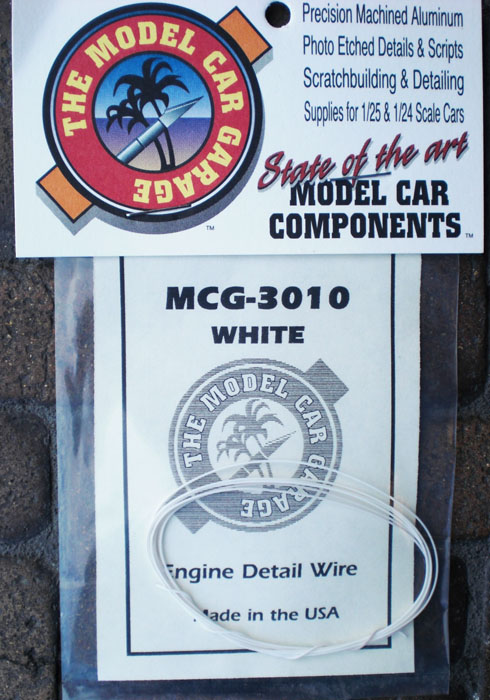 THE MODEL CAR GARAGE
TM
Precision Machined Aluminum
Photo Etched Details & Scripts
Scratchbuilding & Detailing
Supplies for 1/25 & 1/24 Scale Cars
State of the art
MODEL CAR
COMPONENTS TM
MCG-3010
WHITE
THE MODEL CAR GARAGE
Engine Detail Wire
Made in the USA